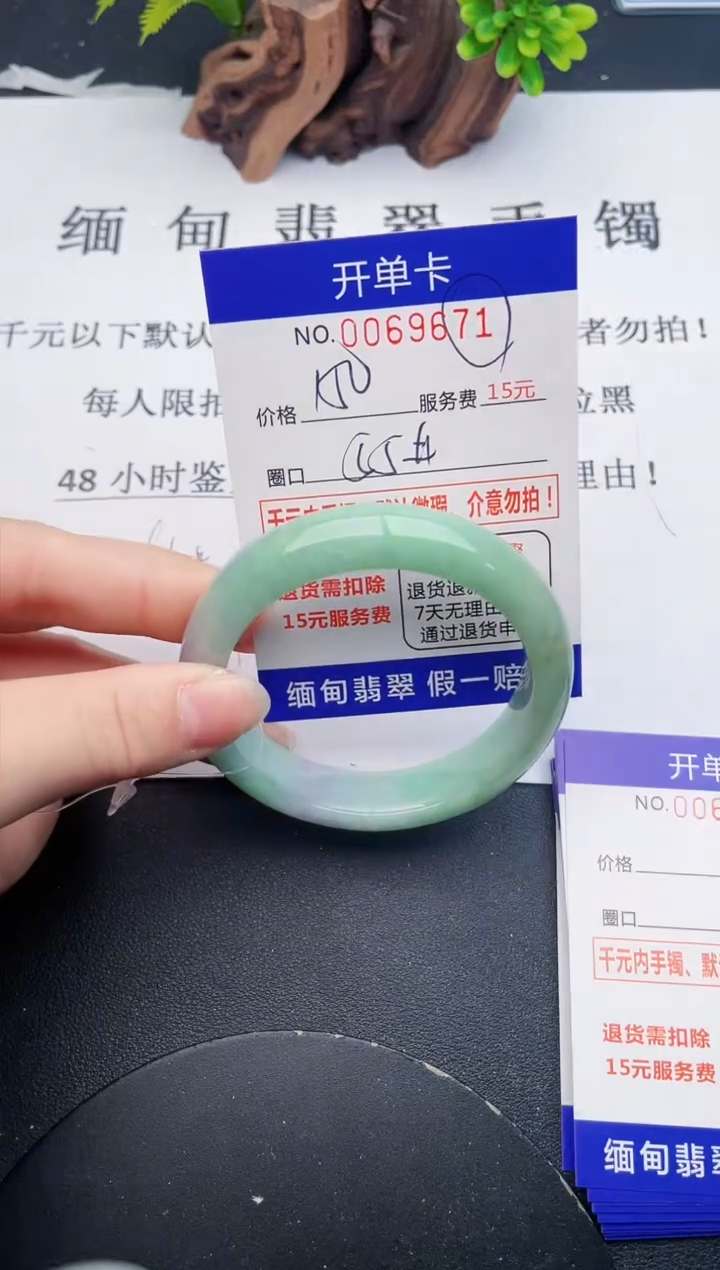 缅甸翡翠手镯
千元以下默认
者勿拍！
每人限拍
拉黑
48小时鉴
理由！
开单卡
NO.0069671
价格 服务费 15元
圈口
介意勿拍！
退货需扣除
15元服务费
7天无理由
通过退货申
缅甸翡翠 假一赔
开单
NO.006
价格
圈口
千元内手镯、默
退货需扣除
15元服务费
缅甸翡翠